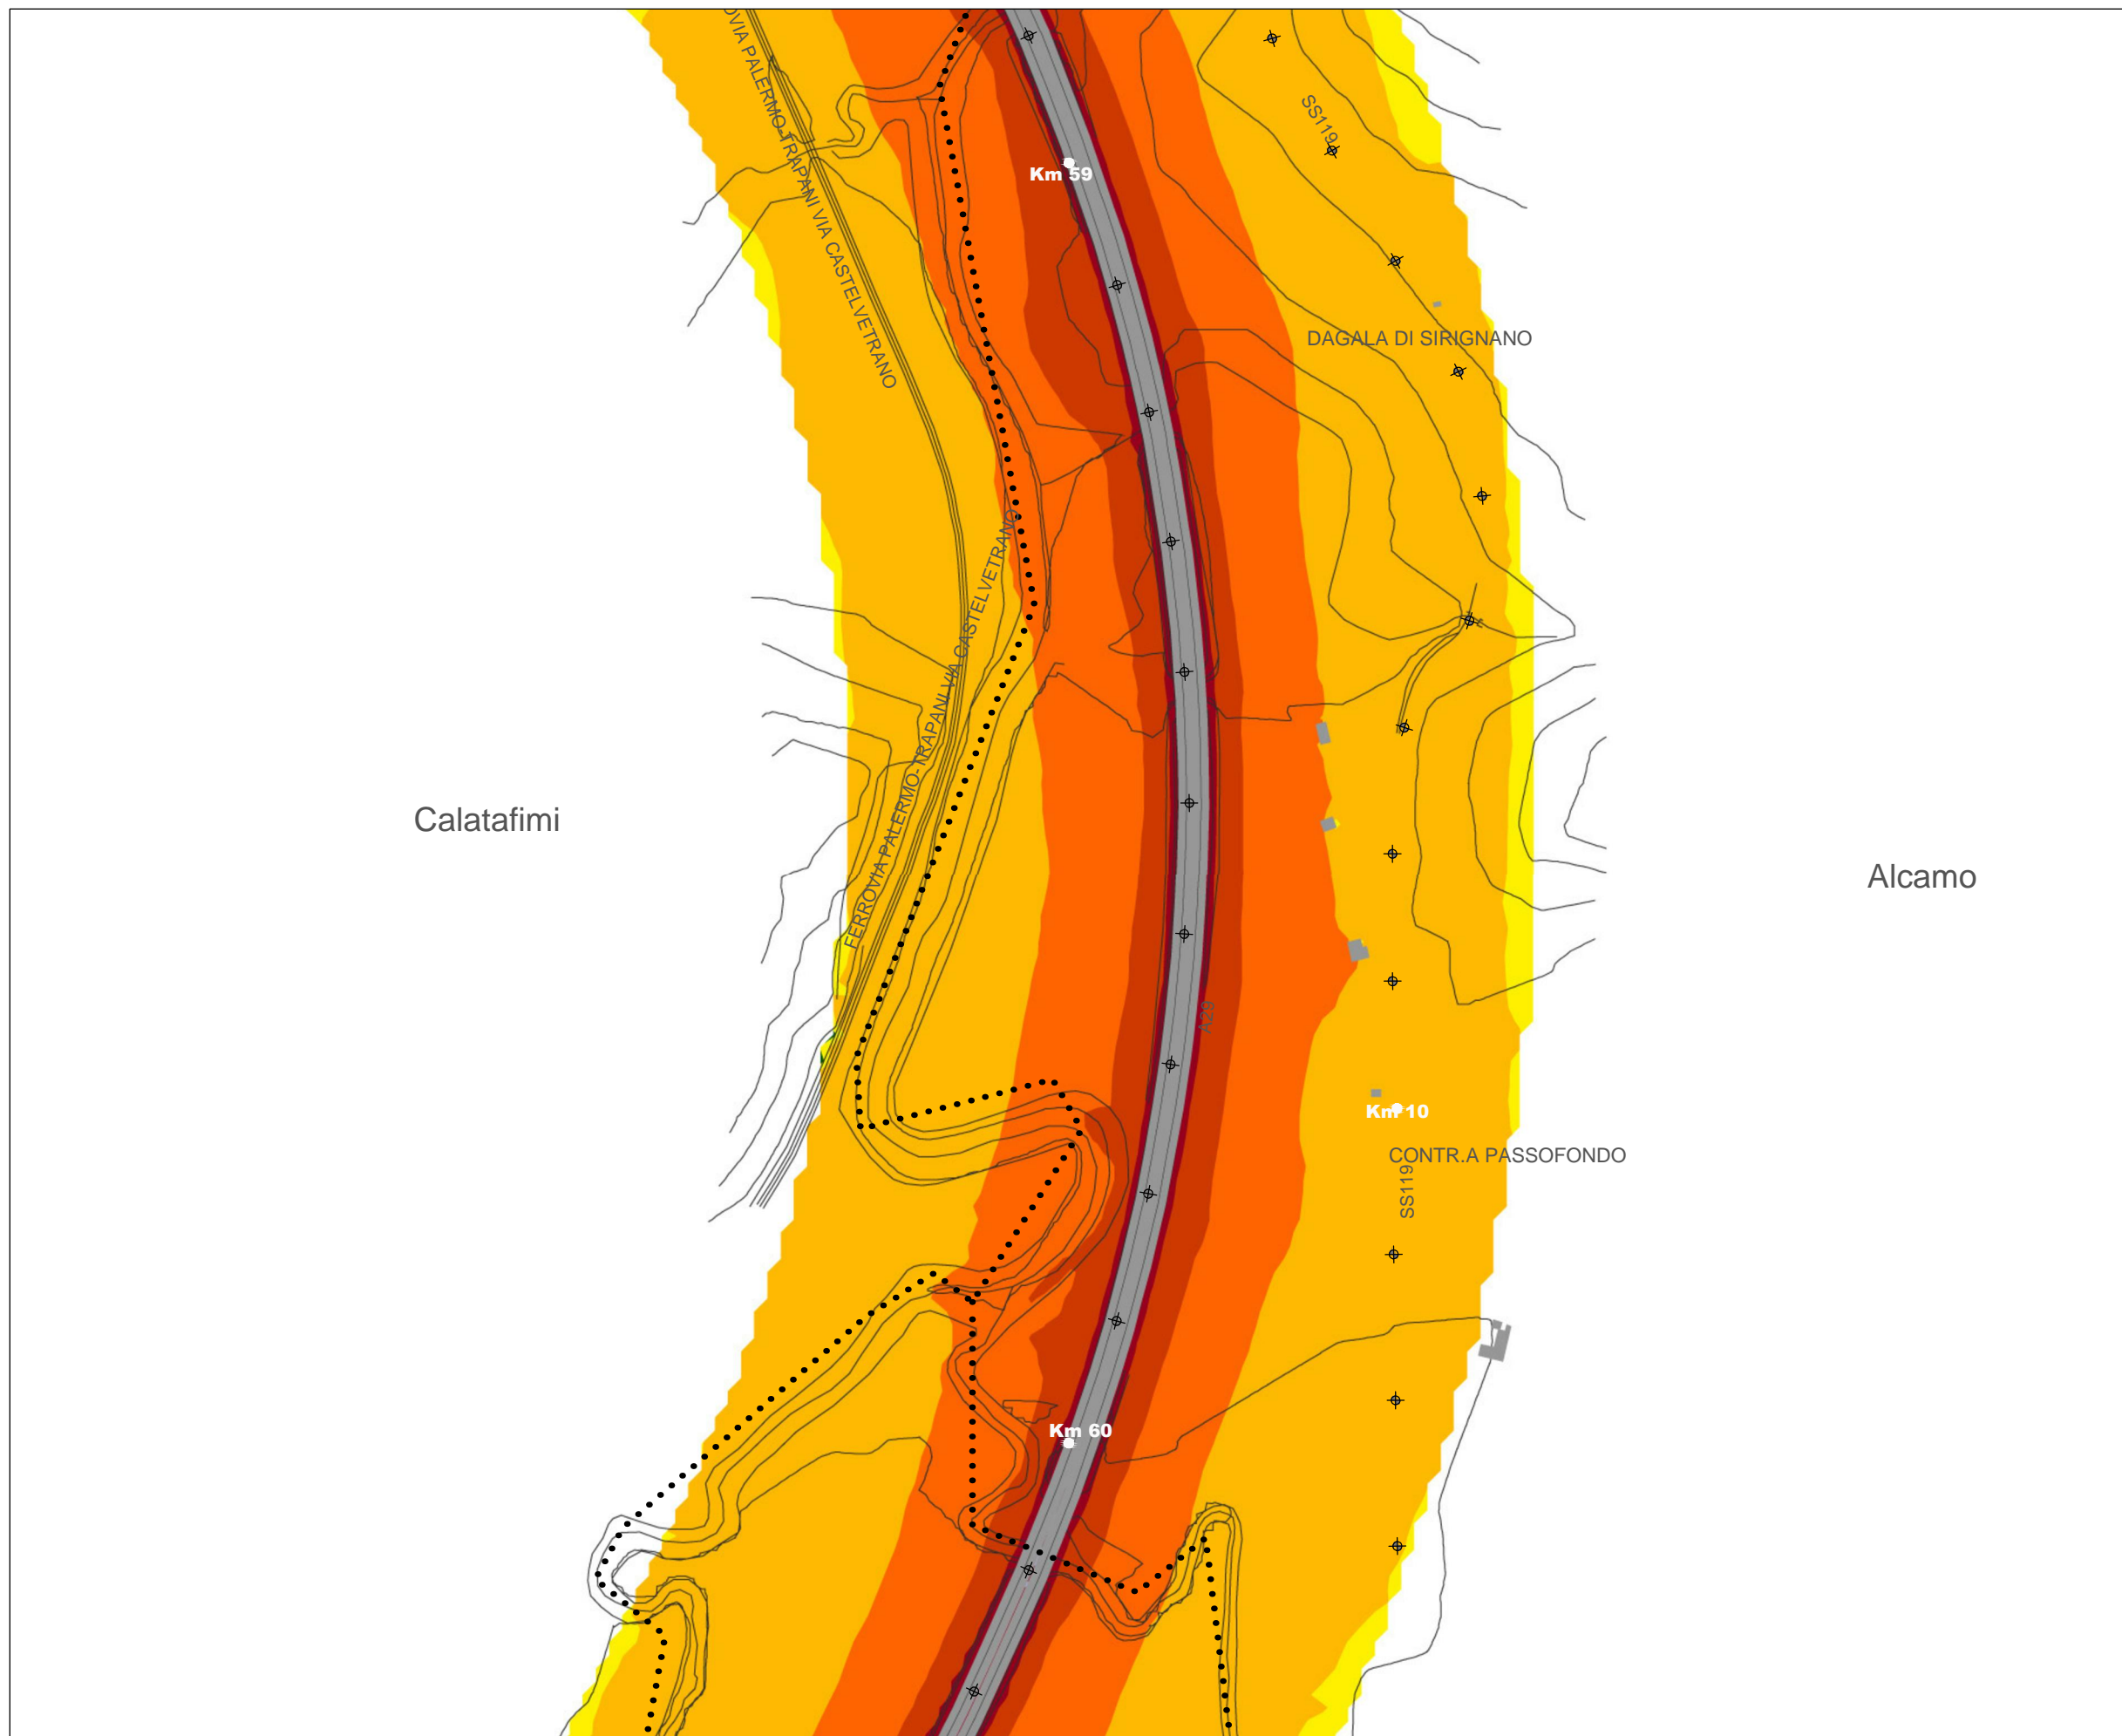 OVIA PALERMO-TRAPANI VIA CASTELVETRANO
SS119
Km 59
DAGALA DI SIRIGNANO
FERROVIA PALERMO-TRAPANI VIA CASTELVETRANO
Calatafimi
Alcamo
A29
Km 10
CONTR.A PASSOFONDO
SS119
Km 60